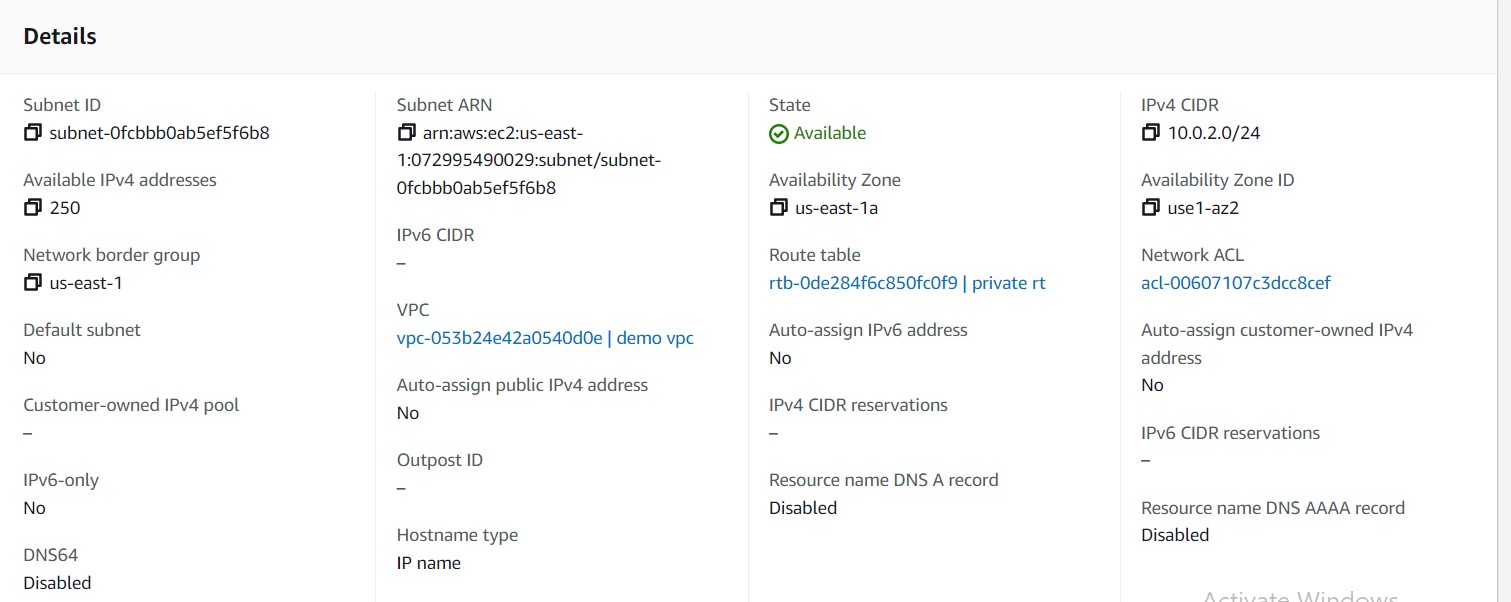 Details
Subnet ID
subnet-0fcbbb0ab5ef5f6b8
Available IPv4 addresses
250
Network border group
us-east-1
Default subnet
No
Customer-owned IPv4 pool
–
IPv6-only
No
DNS64
Disabled
Subnet ARN
arn:aws:ec2:us-east-
1:072995490029:subnet/subnet-
0fcbbb0ab5ef5f6b8
IPv6 CIDR
–
VPC
vpc-053b24e42a0540d0e | demo vpc
Auto-assign public IPv4 address
No
Outpost ID
–
Hostname type
IP name
State
Available
Availability Zone
us-east-1a
Route table
rtb-0de284f6c850fc0f9 | private rt
Auto-assign IPv6 address
No
IPv4 CIDR reservations
–
Resource name DNS A record
Disabled
IPv4 CIDR
10.0.2.0/24
Availability Zone ID
use1-az2
Network ACL
acl-00607107c3dcc8cef
Auto-assign customer-owned IPv4
address
No
IPv6 CIDR reservations
–
Resource name DNS AAAA record
Disabled
Activate Windows